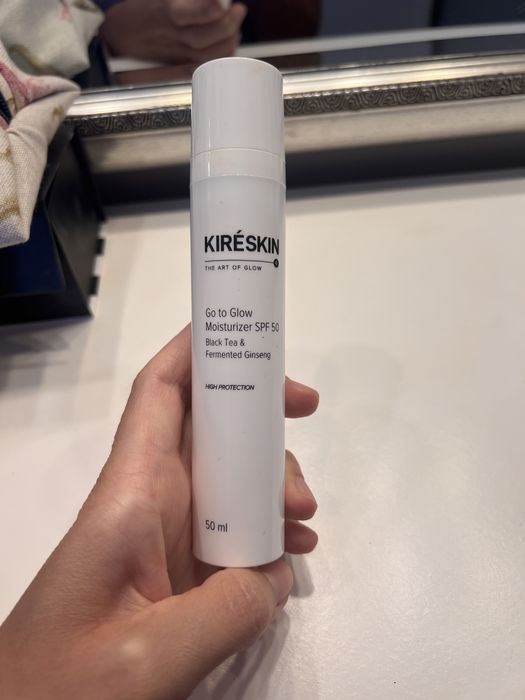 KIRÉSKIN
THE ART OF GLOW
Go to Glow
Moisturizer SPF 50
Black Tea &
Fermented Ginseng
HIGH PROTECTION
50 ml